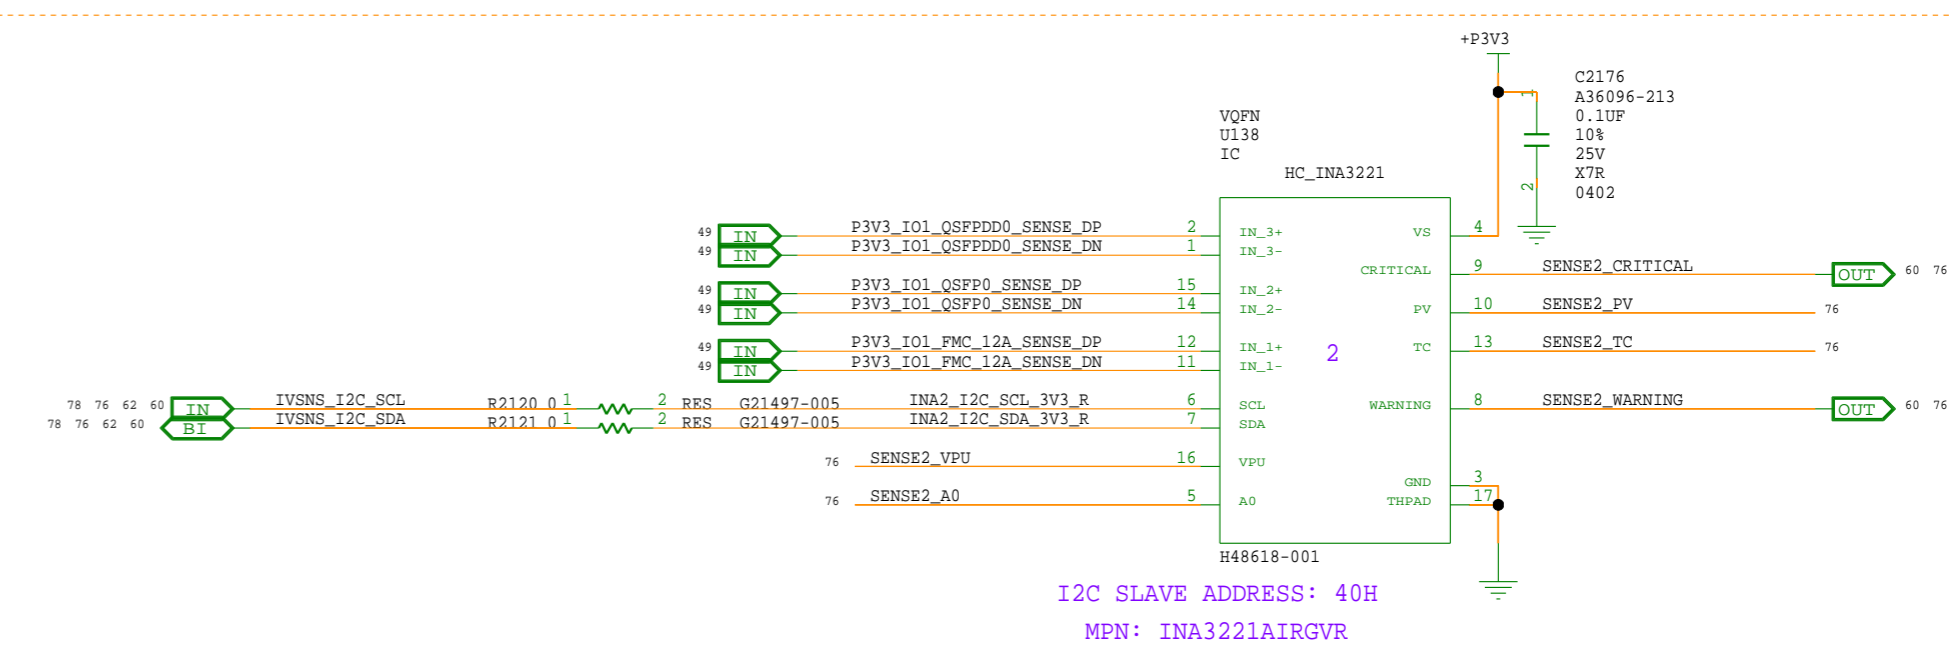 +P3V3
C2176
A36096-213
0.1UF
10%
25V
X7R
0402
1
2
VQFN
U138
IC
HC_INA3221
49 IN P3V3_IO1_QSFPDD0_SENSE_DP 2 IN_3+ VS 4
49 IN P3V3_IO1_QSFPDD0_SENSE_DN 1 IN_3-
CRITICAL 9 SENSE2_CRITICAL OUT 60 76
49 IN P3V3_IO1_QSFP0_SENSE_DP 15 IN_2+
49 IN P3V3_IO1_QSFP0_SENSE_DN 14 IN_2- PV 10 SENSE2_PV 76
49 IN P3V3_IO1_FMC_12A_SENSE_DP 12 IN_1+ 2 TC 13 SENSE2_TC 76
49 IN P3V3_IO1_FMC_12A_SENSE_DN 11 IN_1-
78 76 62 60 IN IVSNS_I2C_SCL R2120 0 1 2 RES G21497-005 INA2_I2C_SCL_3V3_R 6 SCL WARNING 8 SENSE2_WARNING OUT 60 76
78 76 62 60 BI IVSNS_I2C_SDA R2121 0 1 2 RES G21497-005 INA2_I2C_SDA_3V3_R 7 SDA
76 SENSE2_VPU 16 VPU
GND 3
76 SENSE2_A0 5 A0 THPAD 17
H48618-001
I2C SLAVE ADDRESS: 40H
MPN: INA3221AIRGVR